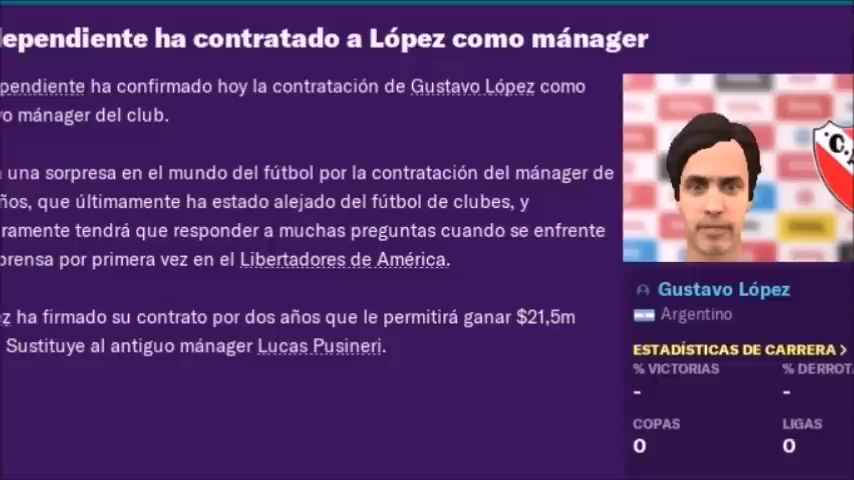 ependiente ha contratado a López como mánager
pendiente ha confirmado hoy la contratación de Gustavo López como
o mánager del club.
una sorpresa en el mundo del fútbol por la contratación del mánager de
ños, que últimamente ha estado alejado del fútbol de clubes, y
ramente tendrá que responder a muchas preguntas cuando se enfrente
prensa por primera vez en el Libertadores de América.
z ha firmado su contrato por dos años que le permitirá ganar $21,5m
Sustituye al antiguo mánager Lucas Pusineri.
C.A
Gustavo López
Argentino
ESTADÍSTICAS DE CARRERA >
% VICTORIAS % DERROTA
- -
COPAS LIGAS
0 0